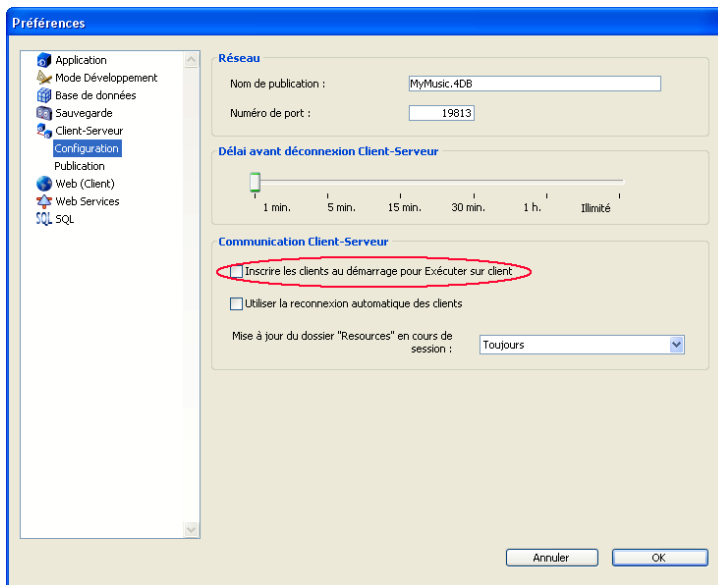 Préférences
Application
Mode Développement
Base de données
Sauvegarde
Client-Serveur
Configuration
Publication
Web (Client)
Web Services
SQL SQL
Réseau
Nom de publication : MyMusic.4DB
Numéro de port : 19813
Délai avant déconnexion Client-Serveur
1 min. 5 min. 15 min. 30 min. 1 h. Illimité
Communication Client-Serveur
Inscrire les clients au démarrage pour Exécuter sur client
Utiliser la reconnexion automatique des clients
Mise à jour du dossier "Resources" en cours de
session : Toujours
Annuler OK